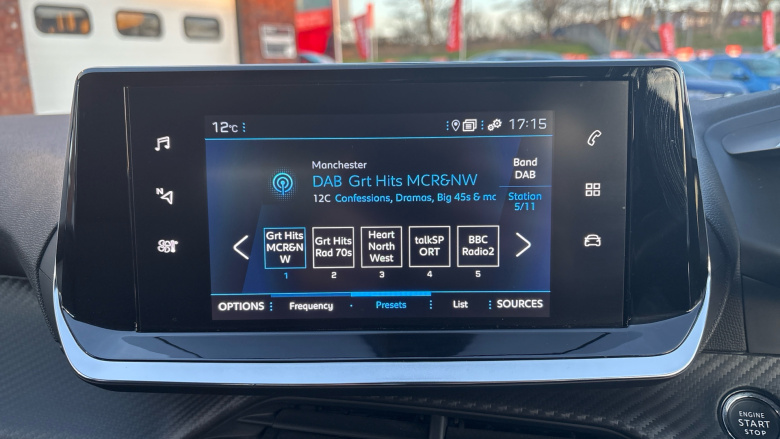 12°C
17:15
Manchester
DAB Grt Hits MCR&NW
12C Confessions, Dramas, Big 45s & mc
Band
DAB
Station
5/11
N
Grt Hits
MCR&N
W
1
Grt Hits
Rad 70s
2
Heart
North
West
3
talkSP
ORT
4
BBC
Radio2
5
OPTIONS
Frequency
Presets
List
SOURCES
ENGINE
START
STOP